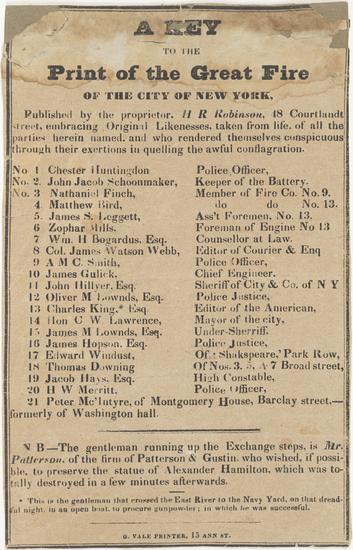 A KEY
TO THE
Print of the Great Fire
OF THE CITY OF NEW YORK,
Published by the proprietor, H R Robinson, 48 Courtlandt
street, embracing Original Likenesses, taken from life, of all the
parties herein named, and who rendered themselves conspicuous
through their exertions in quelling the awful conflagration.
No 1 Chester Huntingdon Police Officer,
No. 2. John Jacob Schoonmaker, Keeper of the Battery.
No. 3 Nathaniel Finch, Member of Fire Co. No. 9.
4 Matthew Bird, do do No. 13.
5 James S. Leggett, Ass't Foremen, No. 13
6 Zophar Mills, Foreman of Engine No 13
7 Wm. H Bogardus, Esq. Counsellor at Law.
8 Col. James Watson Webb, Editor of Courier & Enq
9 A M C. Smith, Police Officer,
10 James Gulick, Chief Engineer.
11 John Hillyer, Esq. Sheriff of City & Co. of N Y
12 Oliver M Lownds, Esq. Police Justice,
13 Charles King,* Esq Editor of the American,
14 Hon C W Lawrence, Mayor of the city,
15 James M Lownds, Esq. Under-Sherriff.
16 James Hopson, Esq. Police Justice,
17 Edward Windust, Of 'Shakspeare,' Park Row,
18 Thomas Downing Of Nos. 3, 5, & 7 Broad street,
19 Jacob Hays, Esq. High Constable,
20 H W Merritt, Police Officer,
21 Peter Mc'Intyre, of Montgomery House, Barclay street,—
formerly of Washington hall.
N B—The gentleman running up the Exchange steps, is Mr.
Patterson, of the firm of Patterson & Gustin, who wished, if possi-
ble, to preserve the statue of Alexander Hamilton, which was to-
tally destroyed in a few minutes afterwards.
* This is the gentleman that crossed the East River to the Navy Yard, on that dread-
ful night, in an open boat, to procure gunpowder; in which he was successful.
G. VALE PRINTER, 15 ANN ST.